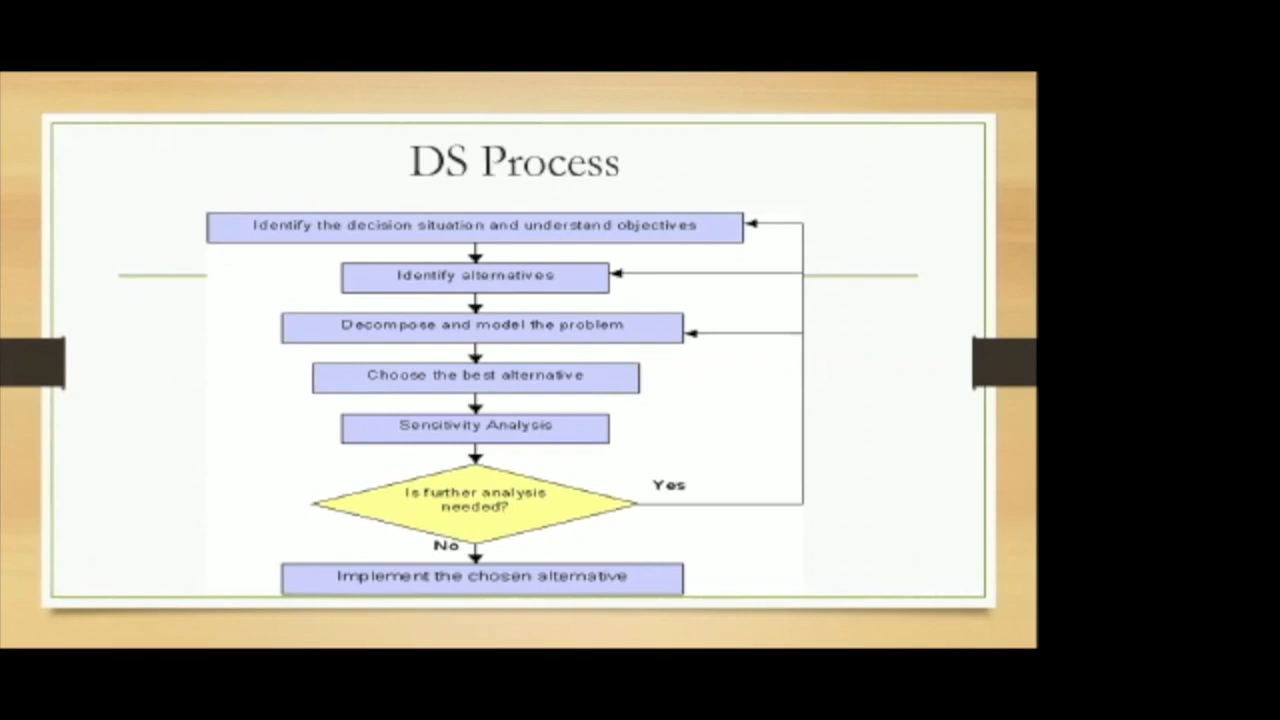 DS Process
Identify the decision situation and understand objectives
Identify alternatives
Decompose and model the problem
Choose the best alternative
Sensitivity Analysis
Is further analysis
needed?
Yes
No
Implement the chosen alternative